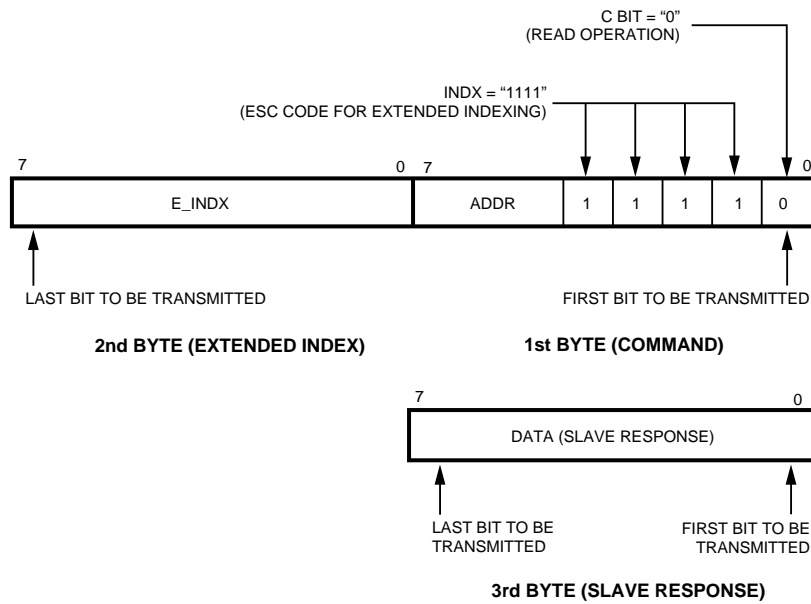 C BIT = “0”
(READ OPERATION)
INDX = “1111”
(ESC CODE FOR EXTENDED INDEXING)
7 0 7 0
E_INDX ADDR 1 1 1 1 0
LAST BIT TO BE TRANSMITTED FIRST BIT TO BE TRANSMITTED
2nd BYTE (EXTENDED INDEX) 1st BYTE (COMMAND)
7 0
DATA (SLAVE RESPONSE)
LAST BIT TO BE
TRANSMITTED
FIRST BIT TO BE
TRANSMITTED
3rd BYTE (SLAVE RESPONSE)